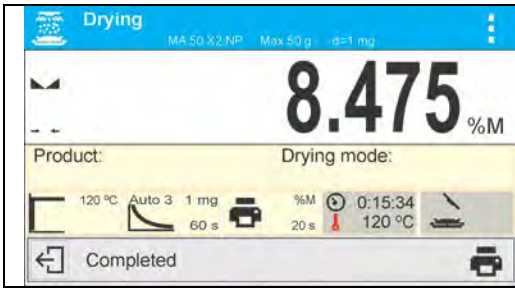 Drying
MA 50.X2.NP Max 50 g d=1 mg
8.475 %M
Product: Drying mode:
120 ºC Auto 3 1 mg %M 0:15:34
60 s 20 s 120 ºC
Completed